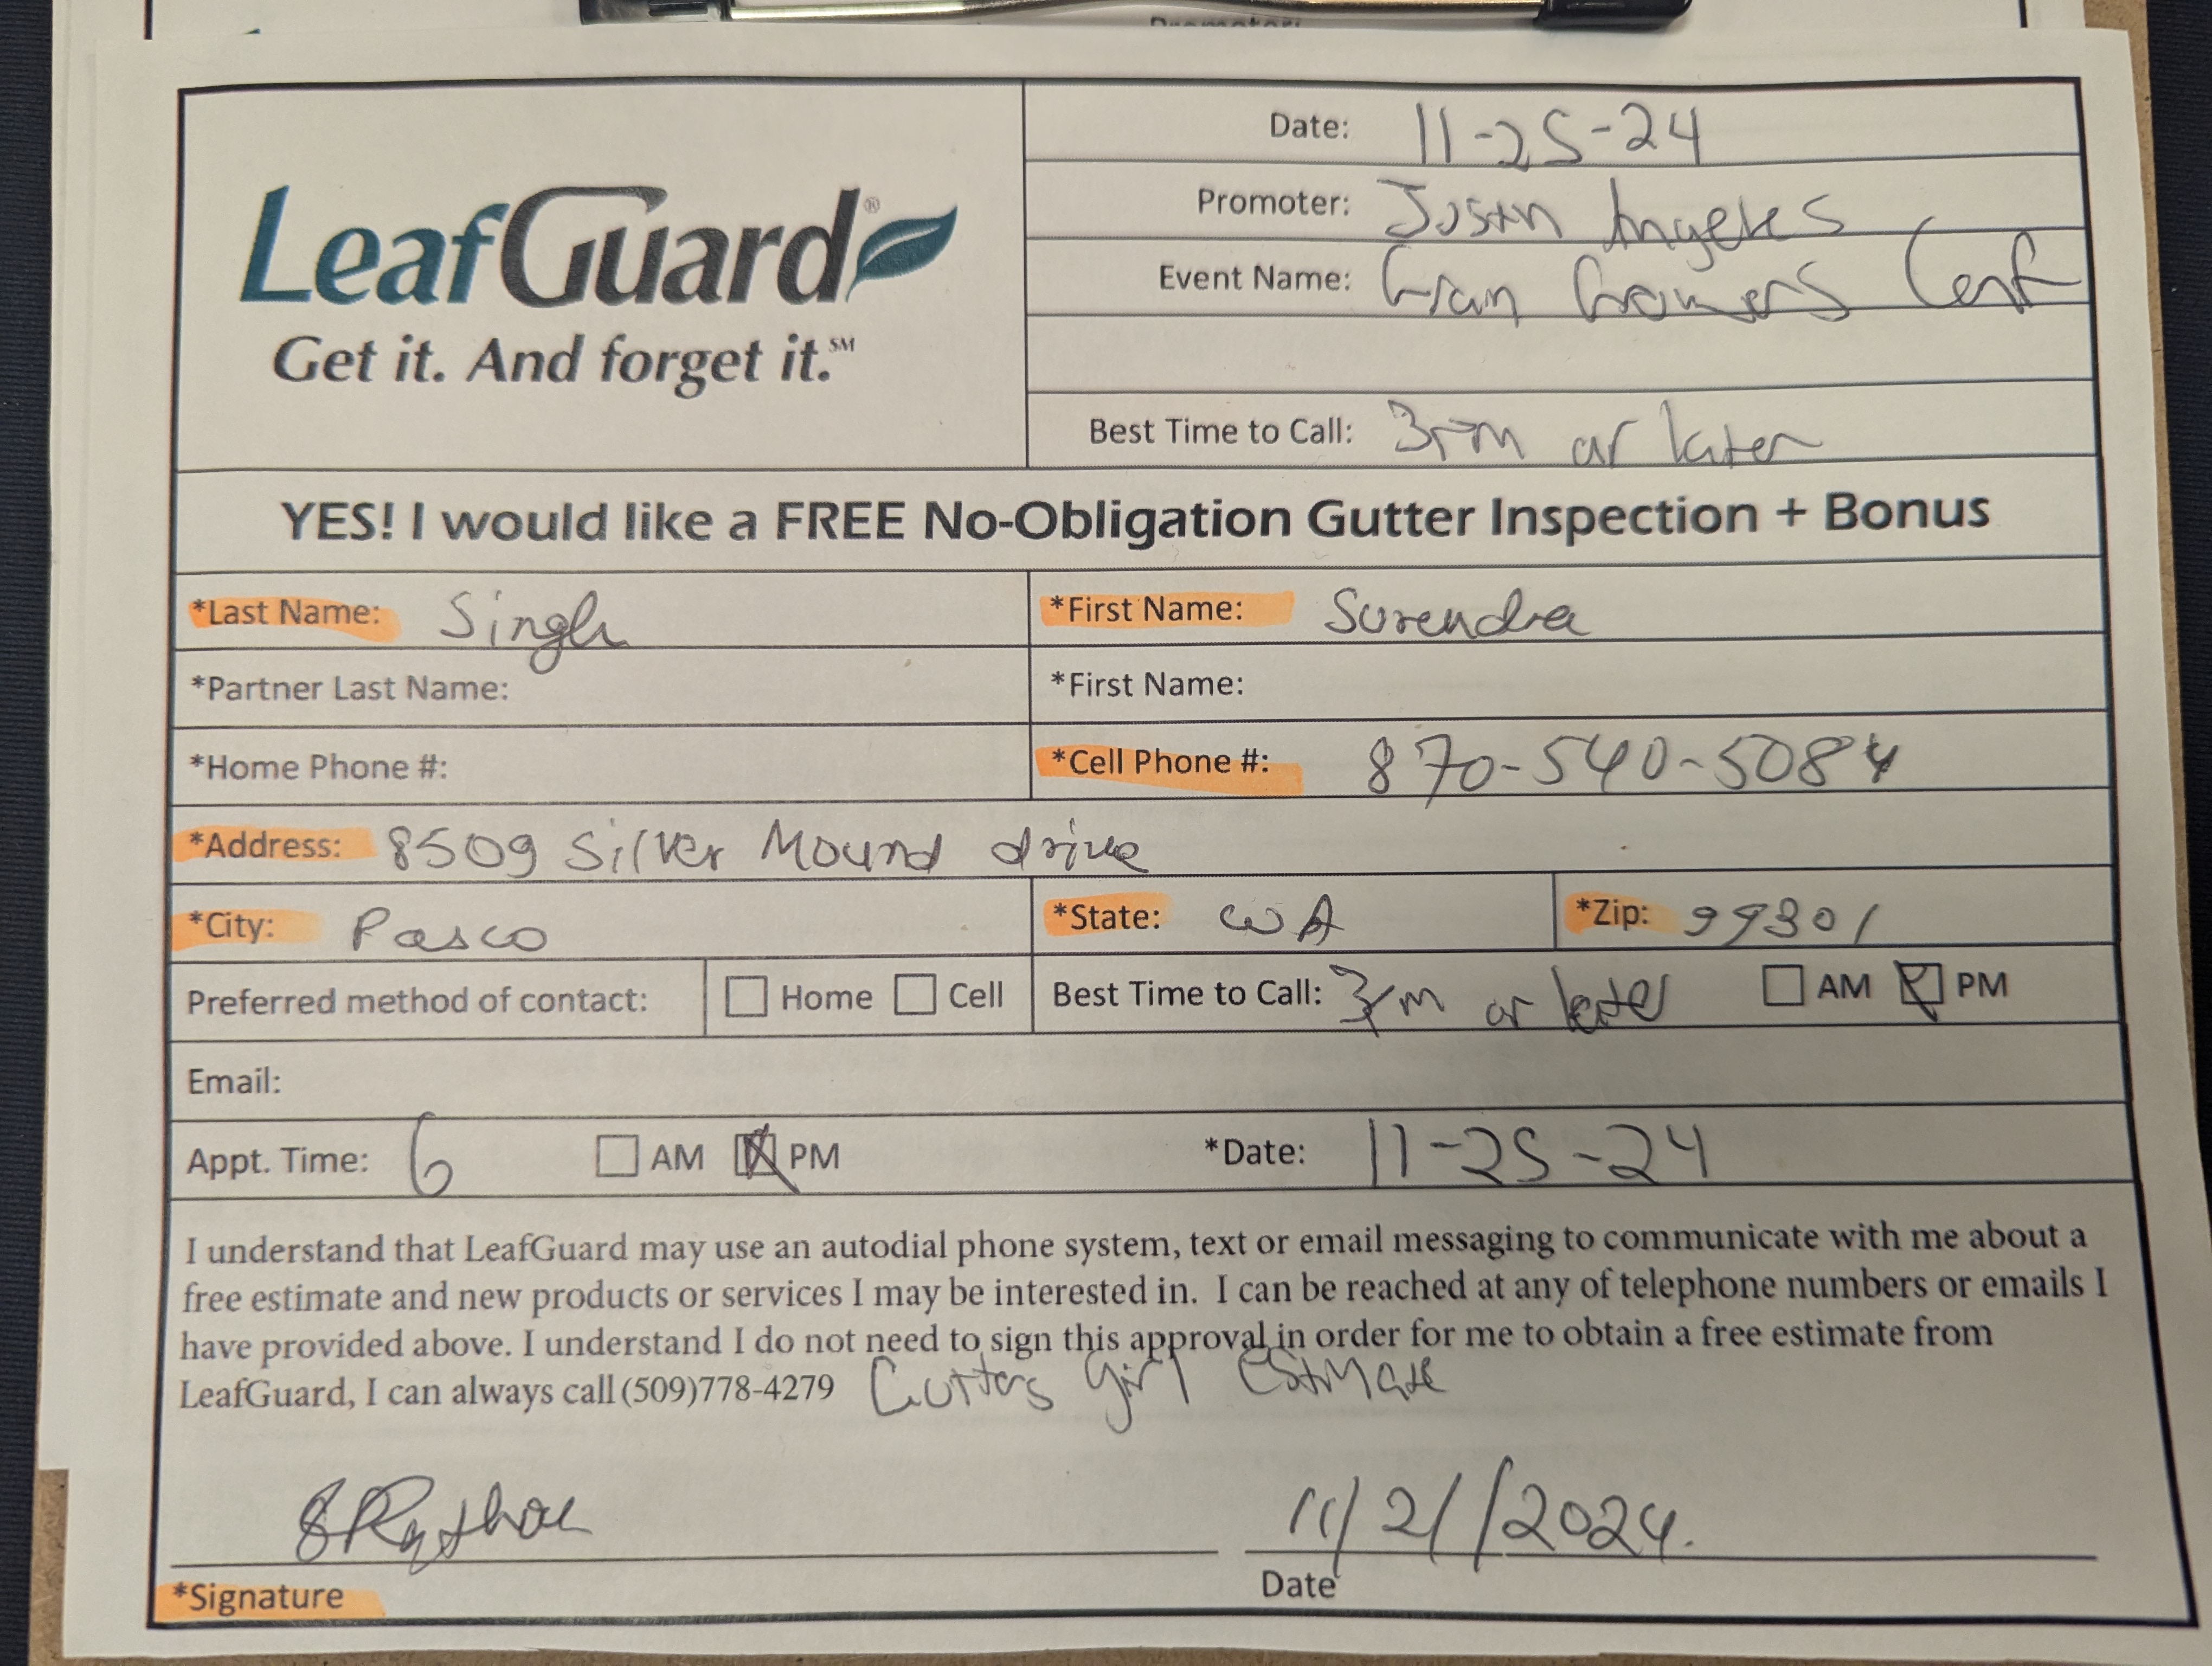 Date: 11-25-24
LeafGuard®
Get it. And forget it.℠
Promoter: Justin Angeles
Event Name: Grain Growers Conf
Best Time to Call: 3pm or later
YES! I would like a FREE No-Obligation Gutter Inspection + Bonus
*Last Name: Singh *First Name: Surendra
*Partner Last Name: *First Name:
*Home Phone #: *Cell Phone #: 870-540-5084
*Address: 8509 Silver Mound drive
*City: Pasco *State: WA *Zip: 99301
Preferred method of contact: Home Cell Best Time to Call: 3pm or later AM PM
Email:
Appt. Time: 6 AM PM *Date: 11-25-24
I understand that LeafGuard may use an autodial phone system, text or email messaging to communicate with me about a
free estimate and new products or services I may be interested in. I can be reached at any of telephone numbers or emails I
have provided above. I understand I do not need to sign this approval in order for me to obtain a free estimate from
LeafGuard, I can always call (509)778-4279 Gutters girl Estimate
11/21/2024.
*Signature Date